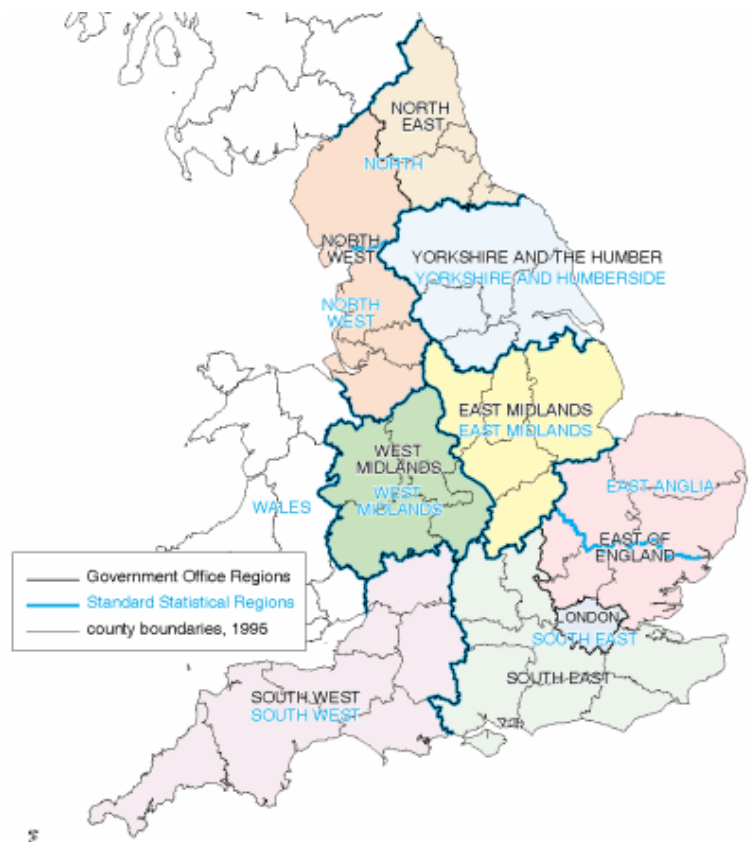 NORTH
EAST
NORTH
NORTH
WEST
YORKSHIRE AND THE HUMBER
YORKSHIRE AND HUMBERSIDE
NORTH
WEST
EAST MIDLANDS
EAST MIDLANDS
WEST
MIDLANDS
WEST
MIDLANDS
WALES
EAST ANGLIA
EAST OF
ENGLAND
Government Office Regions
Standard Statistical Regions
county boundaries, 1995
LONDON
SOUTH EAST
SOUTH EAST
SOUTH WEST
SOUTH WEST